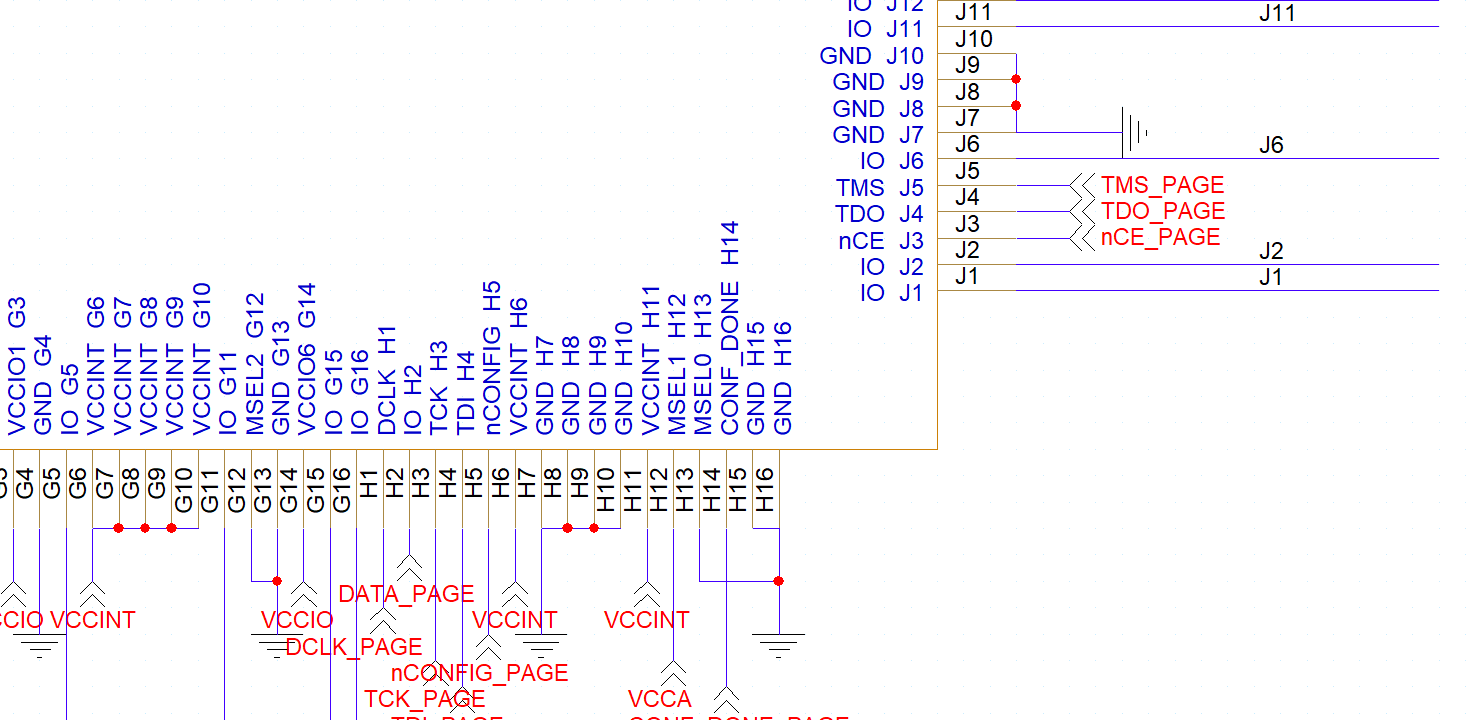 IO J12
J11
J11
IO J11
J10
GND J10
J9
GND J9
J8
GND J8
J7
GND J7
J6
J6
IO J6
J5
TMS J5
TMS_PAGE
J4
TDO J4
TDO_PAGE
J3
nCE J3
nCE_PAGE
J2
J2
IO J2
J1
J1
IO J1
VCCIO1 G3
GND G4
IO G5
VCCINT G6
VCCINT G7
VCCINT G8
VCCINT G9
VCCINT G10
IO G11
MSEL2 G12
GND G13
VCCIO6 G14
IO G15
IO G16
DCLK H1
IO H2
TCK H3
TDI H4
nCONFIG H5
VCCINT H6
GND H7
GND H8
GND H9
GND H10
VCCINT H11
MSEL1 H12
MSEL0 H13
CONF_DONE H14
GND H15
GND H16
G3
G4
G5
G6
G7
G8
G9
G10
G11
G12
G13
G14
G15
G16
H1
H2
H3
H4
H5
H6
H7
H8
H9
H10
H11
H12
H13
H14
H15
H16
DATA_PAGE
CCIO
VCCINT
VCCIO
VCCINT
VCCINT
DCLK_PAGE
nCONFIG_PAGE
TCK_PAGE
VCCA
TDI_PAGE
CONF_DONE_PAGE